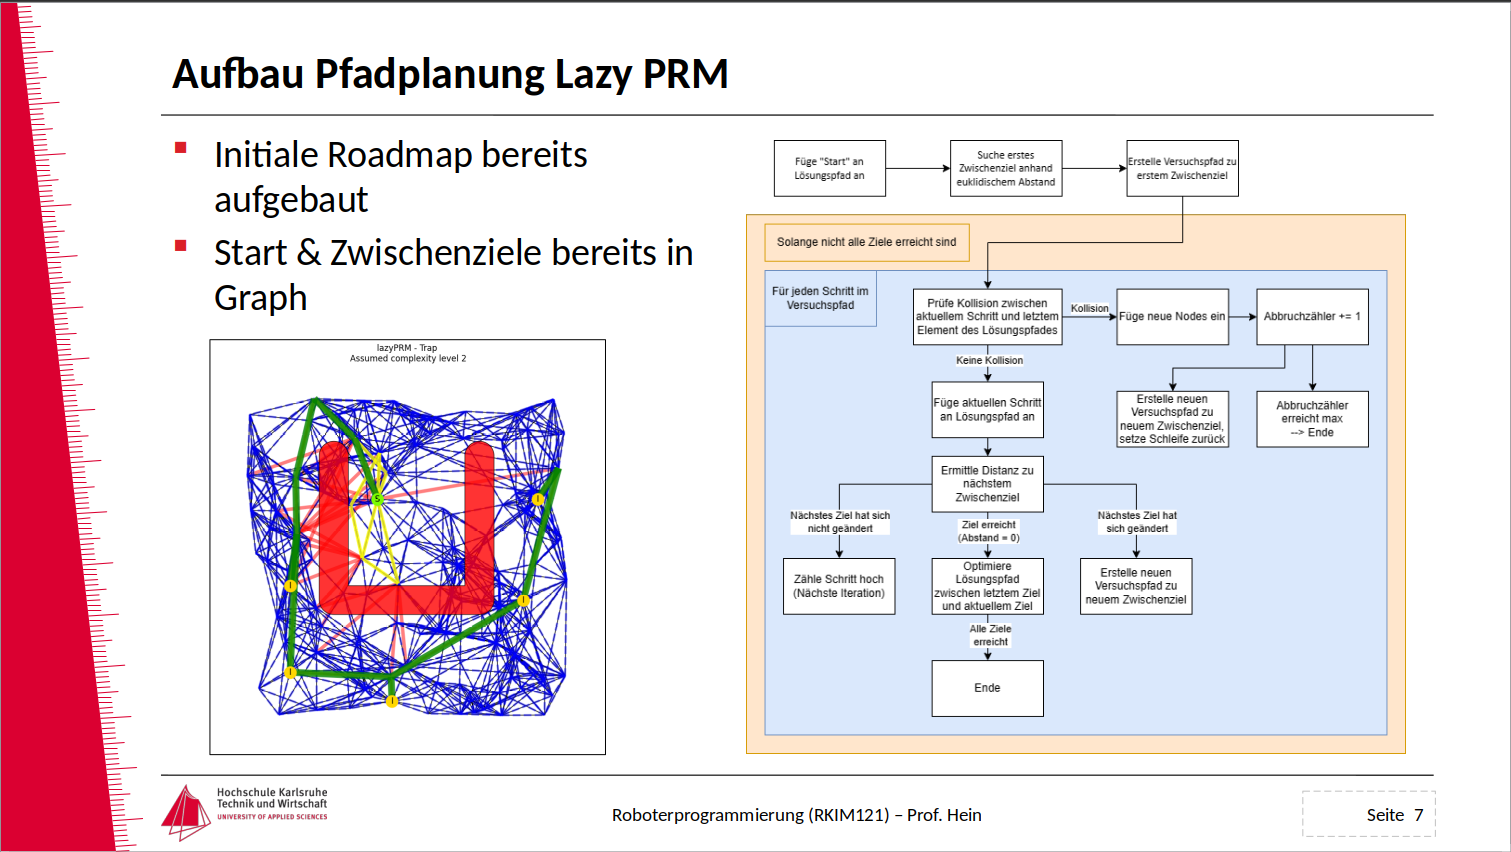 Aufbau Pfadplanung Lazy PRM
Initiale Roadmap bereits
aufgebaut
Start & Zwischenziele bereits in
Graph
lazyPRM - Trap
Assumed complexity level 2
G
I
I
I
I
I
Füge "Start" an
Lösungspfad an
Suche erstes
Zwischenziel anhand
euklidischem Abstand
Erstelle Versuchspfad zu
erstem Zwischenziel
Solange nicht alle Ziele erreicht sind
Für jeden Schritt im
Versuchspfad
Prüfe Kollision zwischen
aktuellem Schritt und letztem
Element des Lösungspfades
Kollision
Füge neue Nodes ein
Abbruchzähler += 1
Keine Kollision
Füge aktuellen Schritt
an Lösungspfad an
Erstelle neuen
Versuchspfad zu
neuem Zwischenziel,
setze Schleife zurück
Abbruchzähler
erreicht max
--> Ende
Ermittle Distanz zu
nächstem
Zwischenziel
Nächstes Ziel hat sich
nicht geändert
Ziel erreicht
(Abstand = 0)
Nächstes Ziel hat
sich geändert
Zähle Schritt hoch
(Nächste Iteration)
Optimiere
Lösungspfad
zwischen letztem Ziel
und aktuellem Ziel
Erstelle neuen
Versuchspfad zu
neuem Zwischenziel
Alle Ziele
erreicht
Ende
Hochschule Karlsruhe
Technik und Wirtschaft
UNIVERSITY OF APPLIED SCIENCES
Roboterprogrammierung (RKIM121) – Prof. Hein
Seite 7